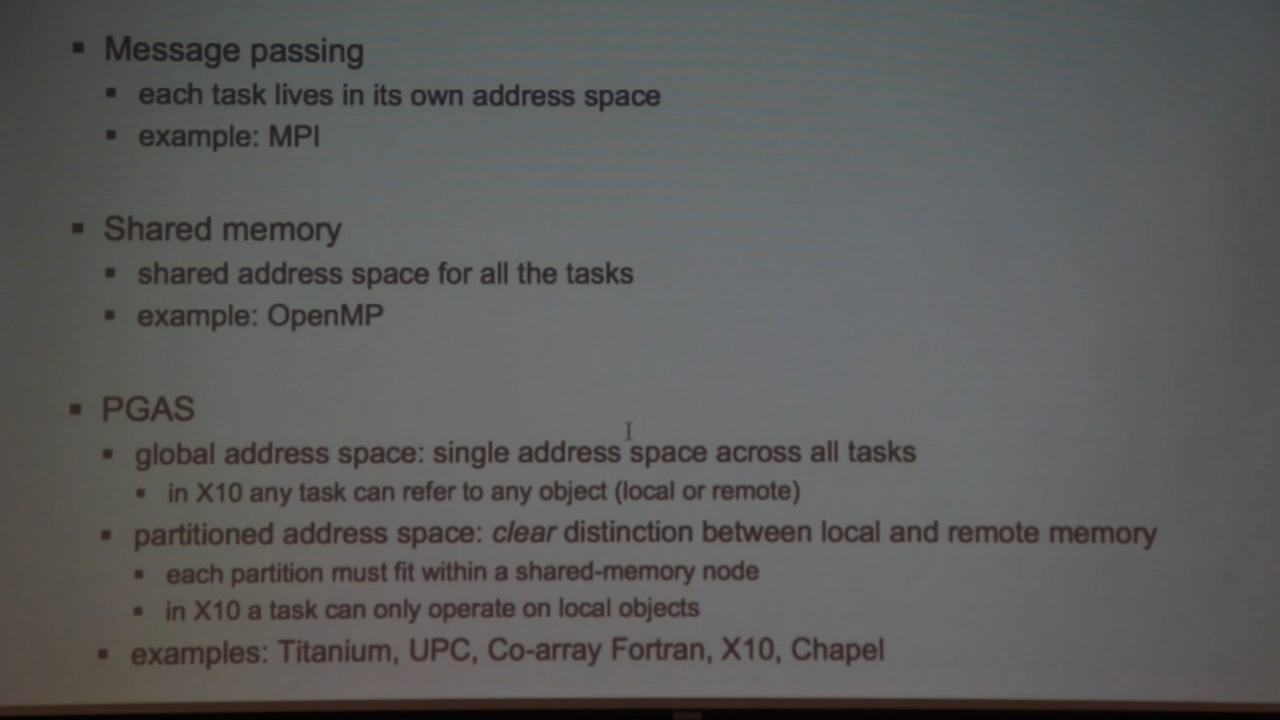 ▪ Message passing
▪ each task lives in its own address space
▪ example: MPI
▪ Shared memory
▪ shared address space for all the tasks
▪ example: OpenMP
▪ PGAS
▪ global address space: single address space across all tasks
▪ in X10 any task can refer to any object (local or remote)
▪ partitioned address space: clear distinction between local and remote memory
▪ each partition must fit within a shared-memory node
▪ in X10 a task can only operate on local objects
▪ examples: Titanium, UPC, Co-array Fortran, X10, Chapel